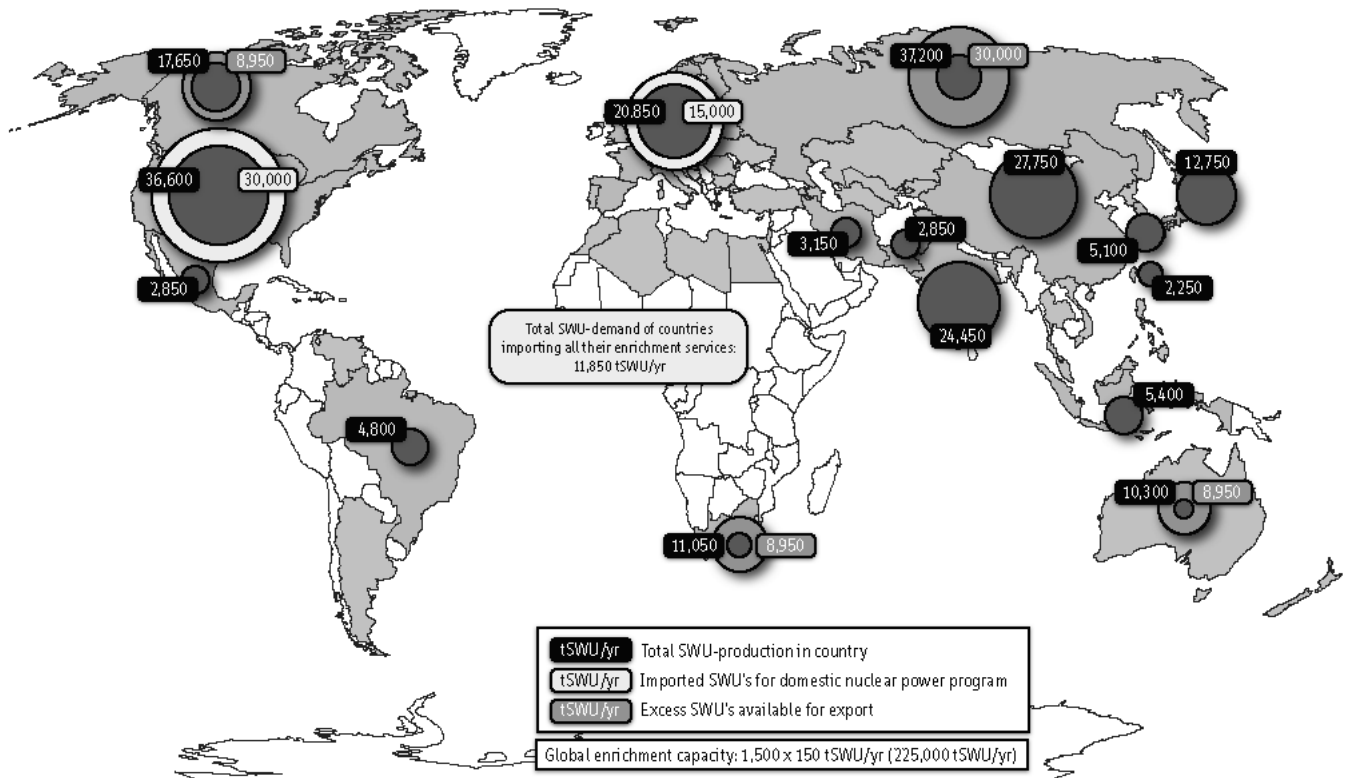 17,650 8,950
37,200 30,000
20.850 15,000
36,600 30,000
27,750 12,750
2,850
3,150 5,100
2,850 2,250
Total SWU-demand of countries
importing all their enrichment services:
11,850 tSWU/yr
24,450
5,400
4,800
10,300 8,950
11,050 8,950
tSWU/yr Total SWU-production in country
tSWU/yr Imported SWU's for domestic nuclear power program
tSWU/yr Excess SWU's available for export
Global enrichment capacity: 1,500 x 150 tSWU/yr (225,000 tSWU/yr)